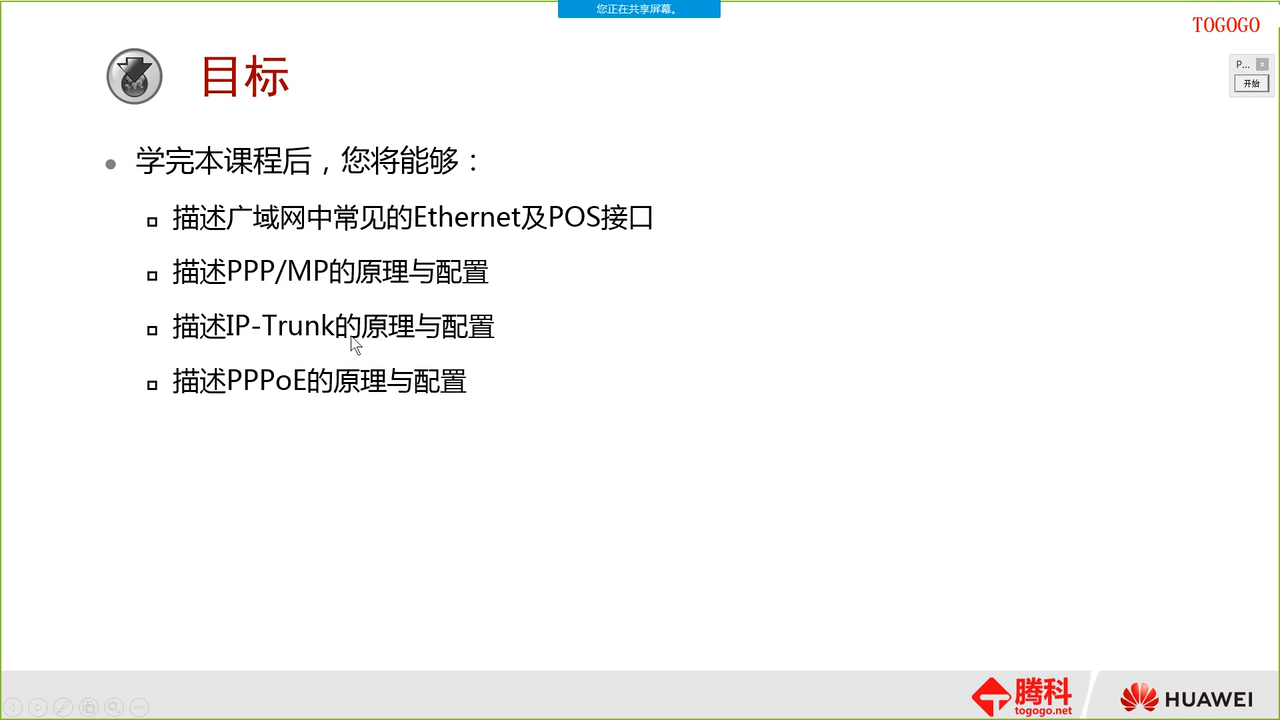 您正在共享屏幕。
TOGOGO
P...
开始
目标
学完本课程后，您将能够：
描述广域网中常见的Ethernet及POS接口
描述PPP/MP的原理与配置
描述IP-Trunk的原理与配置
描述PPPoE的原理与配置
腾科
togogo.net
HUAWEI